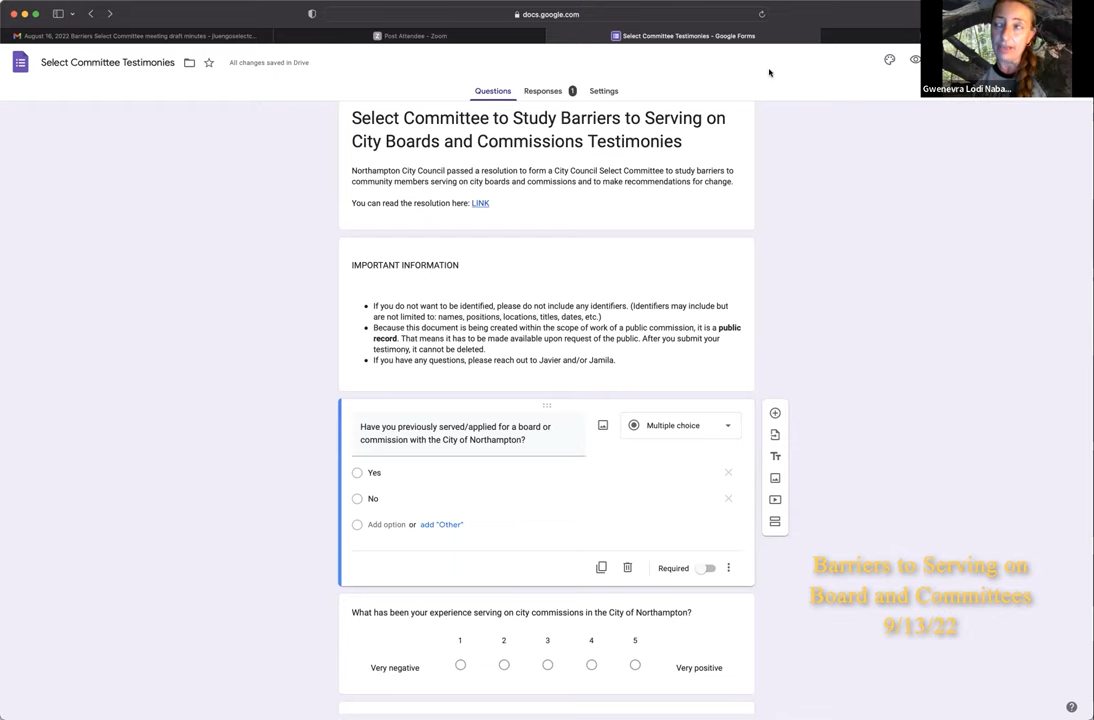 docs.google.com
August 16, 2022 Barriers Select Committee meeting draft minutes - jluengoselectc...
Post Attendee - Zoom
Select Committee Testimonies - Google Forms
Select Committee Testimonies
All changes saved in Drive
Gwenevra Lodi Naba...
Questions
Responses 1
Settings
Select Committee to Study Barriers to Serving on
City Boards and Commissions Testimonies
Northampton City Council passed a resolution to form a City Council Select Committee to study barriers to
community members serving on city boards and commissions and to make recommendations for change.
You can read the resolution here: LINK
IMPORTANT INFORMATION
If you do not want to be identified, please do not include any identifiers. (Identifiers may include but
are not limited to: names, positions, locations, titles, dates, etc.)
Because this document is being created within the scope of work of a public commission, it is a public
record. That means it has to be made available upon request of the public. After you submit your
testimony, it cannot be deleted.
If you have any questions, please reach out to Javier and/or Jamila.
Have you previously served/applied for a board or
commission with the City of Northampton?
Multiple choice
Yes
No
Add option or add "Other"
Required
Barriers to Serving on
Board and Committees
9/13/22
What has been your experience serving on city commissions in the City of Northampton?
1 2 3 4 5
Very negative
Very positive